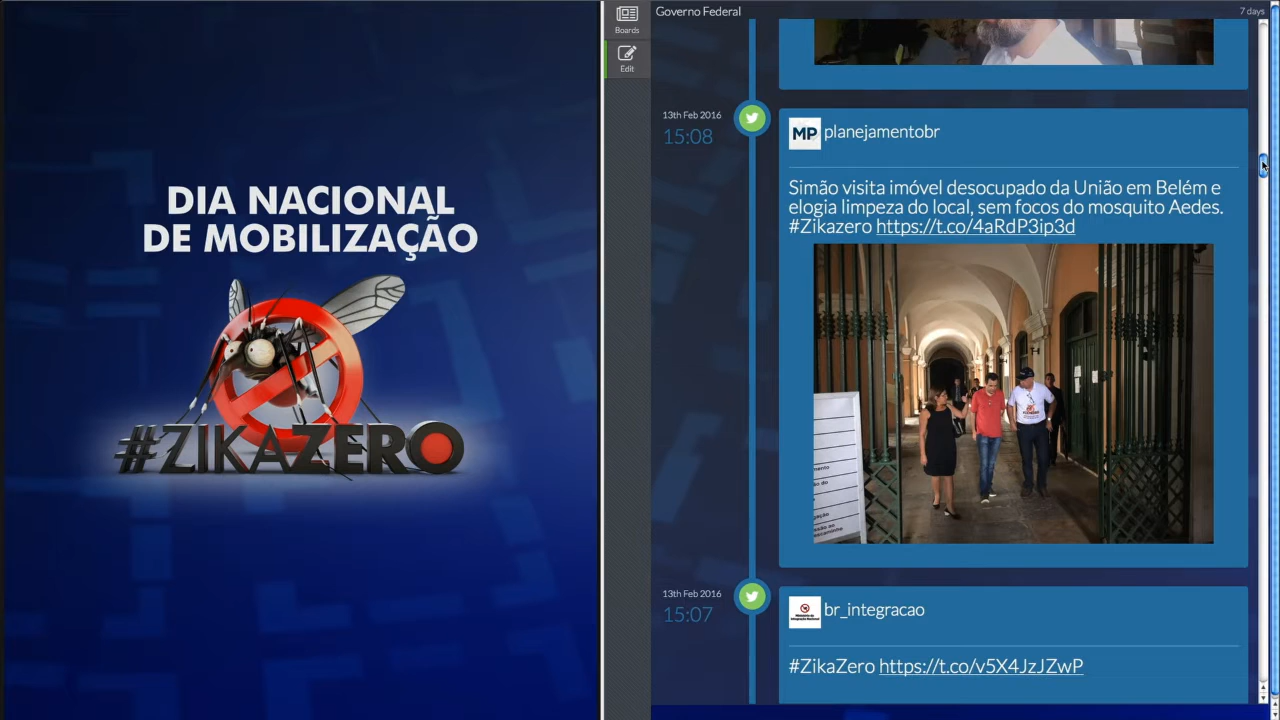 DIA NACIONAL
DE MOBILIZAÇÃO
#ZIKAZERO
Boards
Edit
Governo Federal
7 days
13th Feb 2016
15:08
MP
planejamentobr
Simão visita imóvel desocupado da União em Belém e
elogia limpeza do local, sem focos do mosquito Aedes.
#Zikazero https://t.co/4aRdP3ip3d
13th Feb 2016
15:07
br_integracao
#ZikaZero https://t.co/v5X4JzJZwP